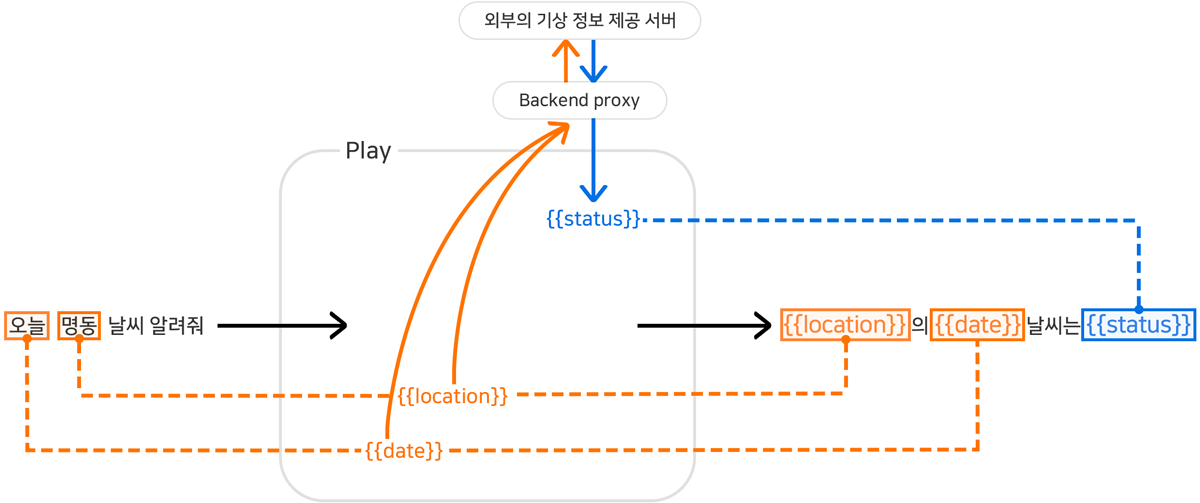 외부의 기상 정보 제공 서버
Backend proxy
Play
{{status}}
오늘 명동 날씨 알려줘
{{location}}의 {{date}} 날씨는 {{status}}
{{location}}
{{date}}